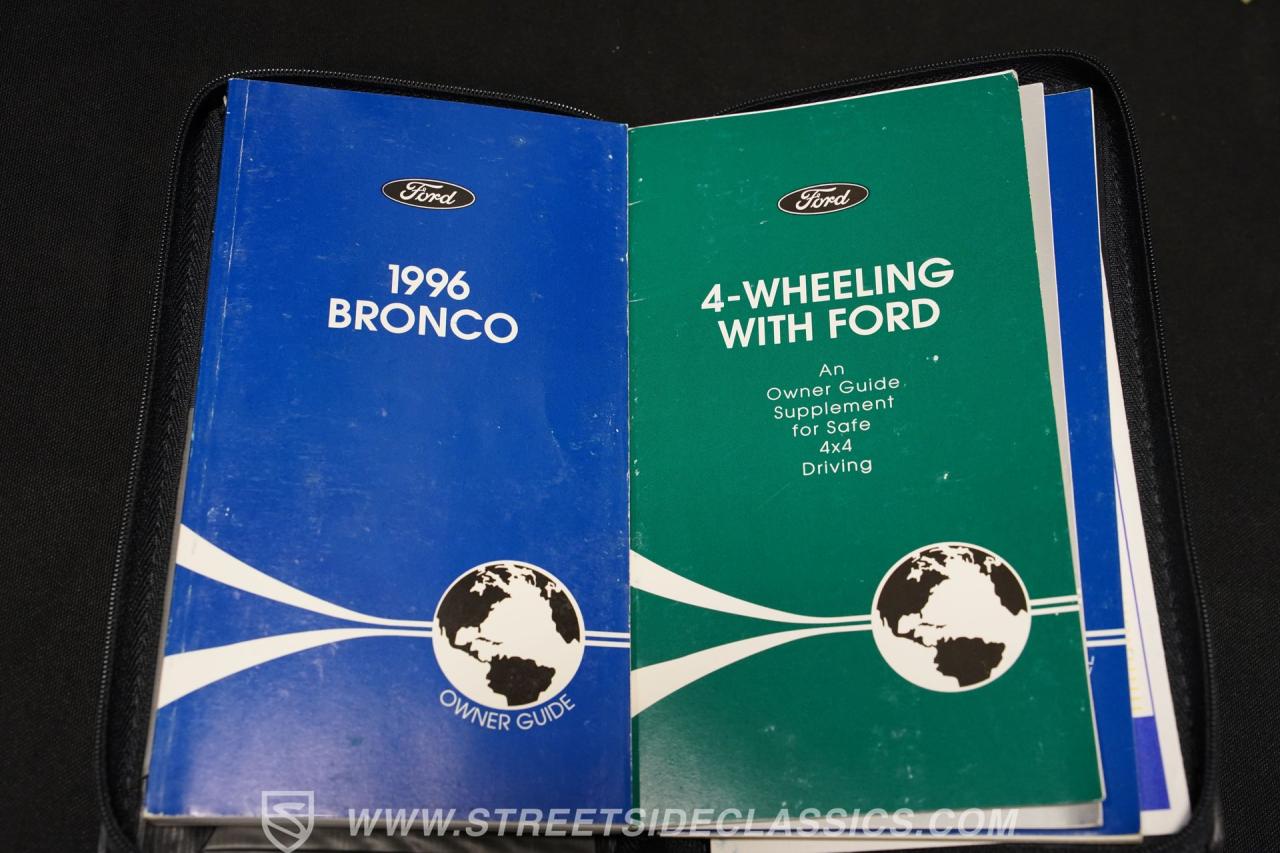 Ford
1996
BRONCO
OWNER GUIDE
Ford
4-WHEELING
WITH FORD
An
Owner Guide
Supplement
for Safe
4x4
Driving
WWW.STREETSIDECLASSICS.COM